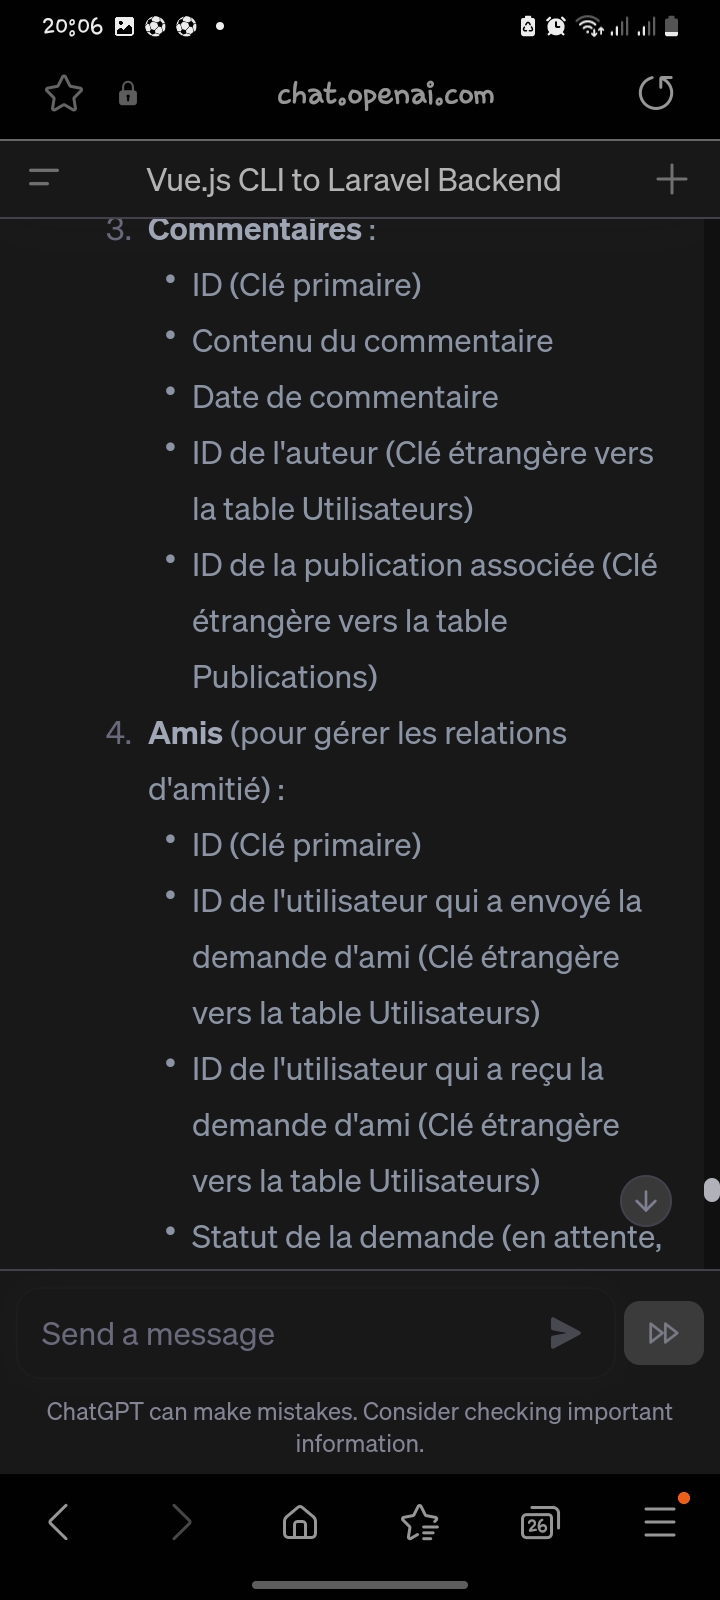 20:06
chat.openai.com
Vue.js CLI to Laravel Backend
3. Commentaires :
• ID (Clé primaire)
• Contenu du commentaire
• Date de commentaire
• ID de l'auteur (Clé étrangère vers
la table Utilisateurs)
• ID de la publication associée (Clé
étrangère vers la table
Publications)
4. Amis (pour gérer les relations
d'amitié) :
• ID (Clé primaire)
• ID de l'utilisateur qui a envoyé la
demande d'ami (Clé étrangère
vers la table Utilisateurs)
• ID de l'utilisateur qui a reçu la
demande d'ami (Clé étrangère
vers la table Utilisateurs)
• Statut de la demande (en attente,
Send a message
ChatGPT can make mistakes. Consider checking important
information.
26